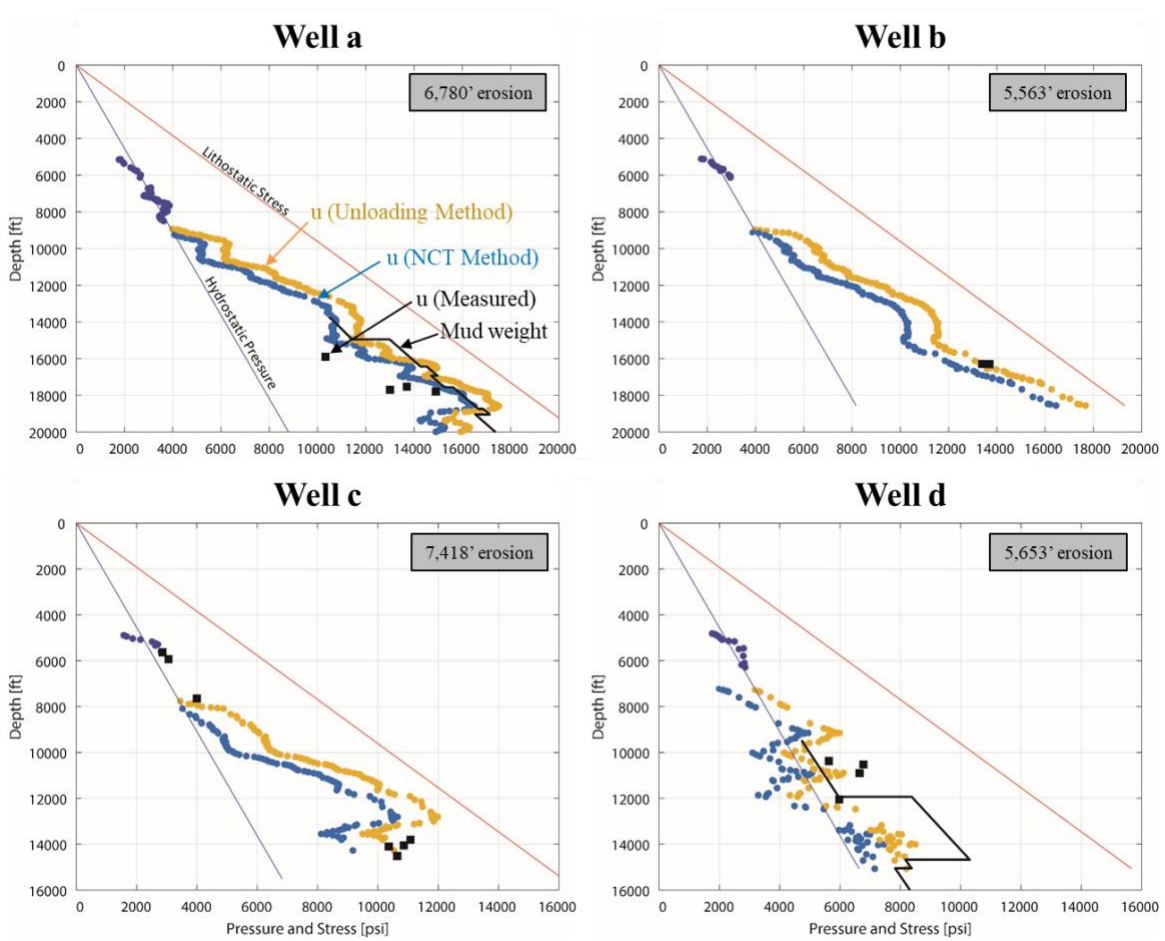 Well a
6,780' erosion
0
2000
4000
6000
8000
10000
12000
14000
16000
18000
20000
Depth [ft]
Lithostatic Stress
u (Unloading Method)
u (NCT Method)
Hydrostatic Pressure
u (Measured)
Mud weight
0 2000 4000 6000 8000 10000 12000 14000 16000 18000 20000
Well b
5,563' erosion
0
2000
4000
6000
8000
10000
12000
14000
16000
18000
20000
Depth [ft]
0 2000 4000 6000 8000 10000 12000 14000 16000 18000 20000
Well c
7,418' erosion
0
2000
4000
6000
8000
10000
12000
14000
16000
Depth [ft]
0 2000 4000 6000 8000 10000 12000 14000 16000
Pressure and Stress [psi]
Well d
5,653' erosion
0
2000
4000
6000
8000
10000
12000
14000
16000
Depth [ft]
0 2000 4000 6000 8000 10000 12000 14000 16000
Pressure and Stress [psi]